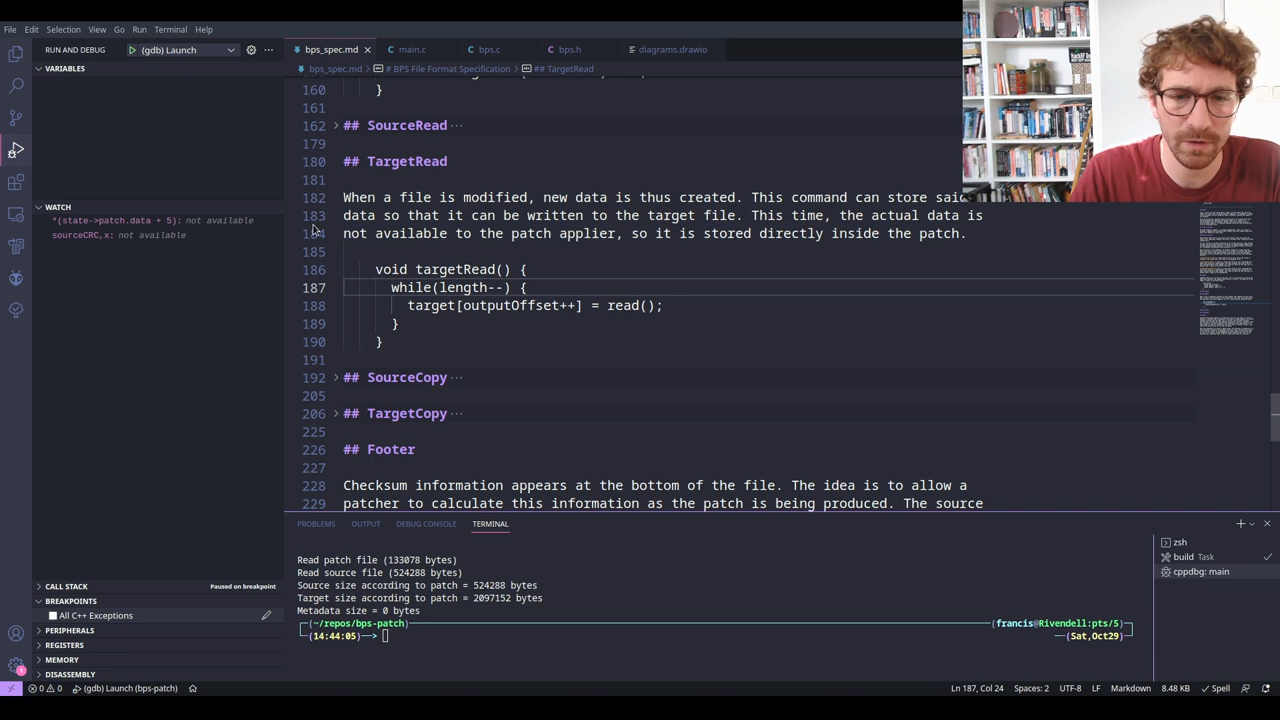 File Edit Selection View Go Run Terminal Help
RUN AND DEBUG (gdb) Launch
bps_spec.md main.c bps.c bps.h diagrams.drawio
VARIABLES
bps_spec.md # BPS File Format Specification ## TargetRead
160 }
161
162 ## SourceRead ···
179
180 ## TargetRead
181
182 When a file is modified, new data is thus created. This command can store said
183 data so that it can be written to the target file. This time, the actual data is
184 not available to the patch applier, so it is stored directly inside the patch.
185
186 void targetRead() {
187 while(length--) {
188 target[outputOffset++] = read();
189 }
190 }
191
192 ## SourceCopy ···
205
206 ## TargetCopy ···
225
226 ## Footer
227
228 Checksum information appears at the bottom of the file. The idea is to allow a
229 patcher to calculate this information as the patch is being produced. The source
WATCH
*(state->patch.data + 5): not available
sourceCRC,x: not available
CALL STACK Paused on breakpoint
BREAKPOINTS
All C++ Exceptions
PERIPHERALS
REGISTERS
MEMORY
DISASSEMBLY
PROBLEMS OUTPUT DEBUG CONSOLE TERMINAL
Read patch file (133078 bytes)
Read source file (524288 bytes)
Source size according to patch = 524288 bytes
Target size according to patch = 2097152 bytes
Metadata size = 0 bytes
(~/repos/bps-patch) (francis@Rivendell:pts/5)
(14:44:05)—> (Sat,Oct29)
zsh
build Task
cppdbg: main
0 0 (gdb) Launch (bps-patch) Ln 187, Col 24 Spaces: 2 UTF-8 LF Markdown 8.48 KB Spell